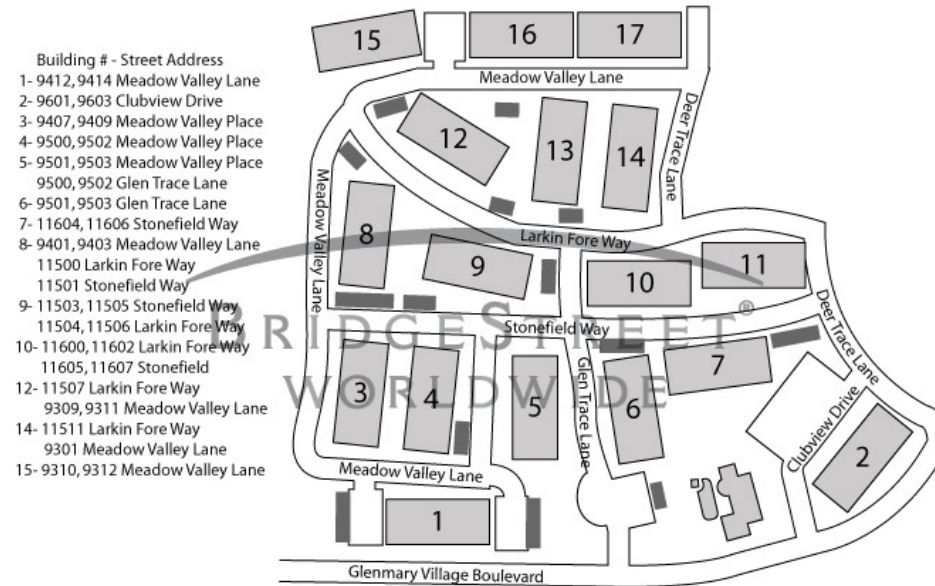 Building # - Street Address
1- 9412, 9414 Meadow Valley Lane
2- 9601, 9603 Clubview Drive
3- 9407, 9409 Meadow Valley Place
4- 9500, 9502 Meadow Valley Place
5- 9501, 9503 Meadow Valley Place
9500, 9502 Glen Trace Lane
6- 9501, 9503 Glen Trace Lane
7- 11604, 11606 Stonefield Way
8- 9401, 9403 Meadow Valley Lane
11500 Larkin Fore Way
11501 Stonefield Way
9- 11503, 11505 Stonefield Way
11504, 11506 Larkin Fore Way
10- 11600, 11602 Larkin Fore Way
11605, 11607 Stonefield
12- 11507 Larkin Fore Way
9309, 9311 Meadow Valley Lane
14- 11511 Larkin Fore Way
9301 Meadow Valley Lane
15- 9310, 9312 Meadow Valley Lane
15
16
17
Meadow Valley Lane
Deer Trace Lane
12
13
14
Meadow Valley Lane
8
Larkin Fore Way
9
10
11
Deer Trace Lane
Stonefield Way
BRIDGESTREET®
WORLDWIDE
3
4
5
Glen Trace Lane
6
7
Clubview Drive
2
Meadow Valley Lane
1
Glenmary Village Boulevard